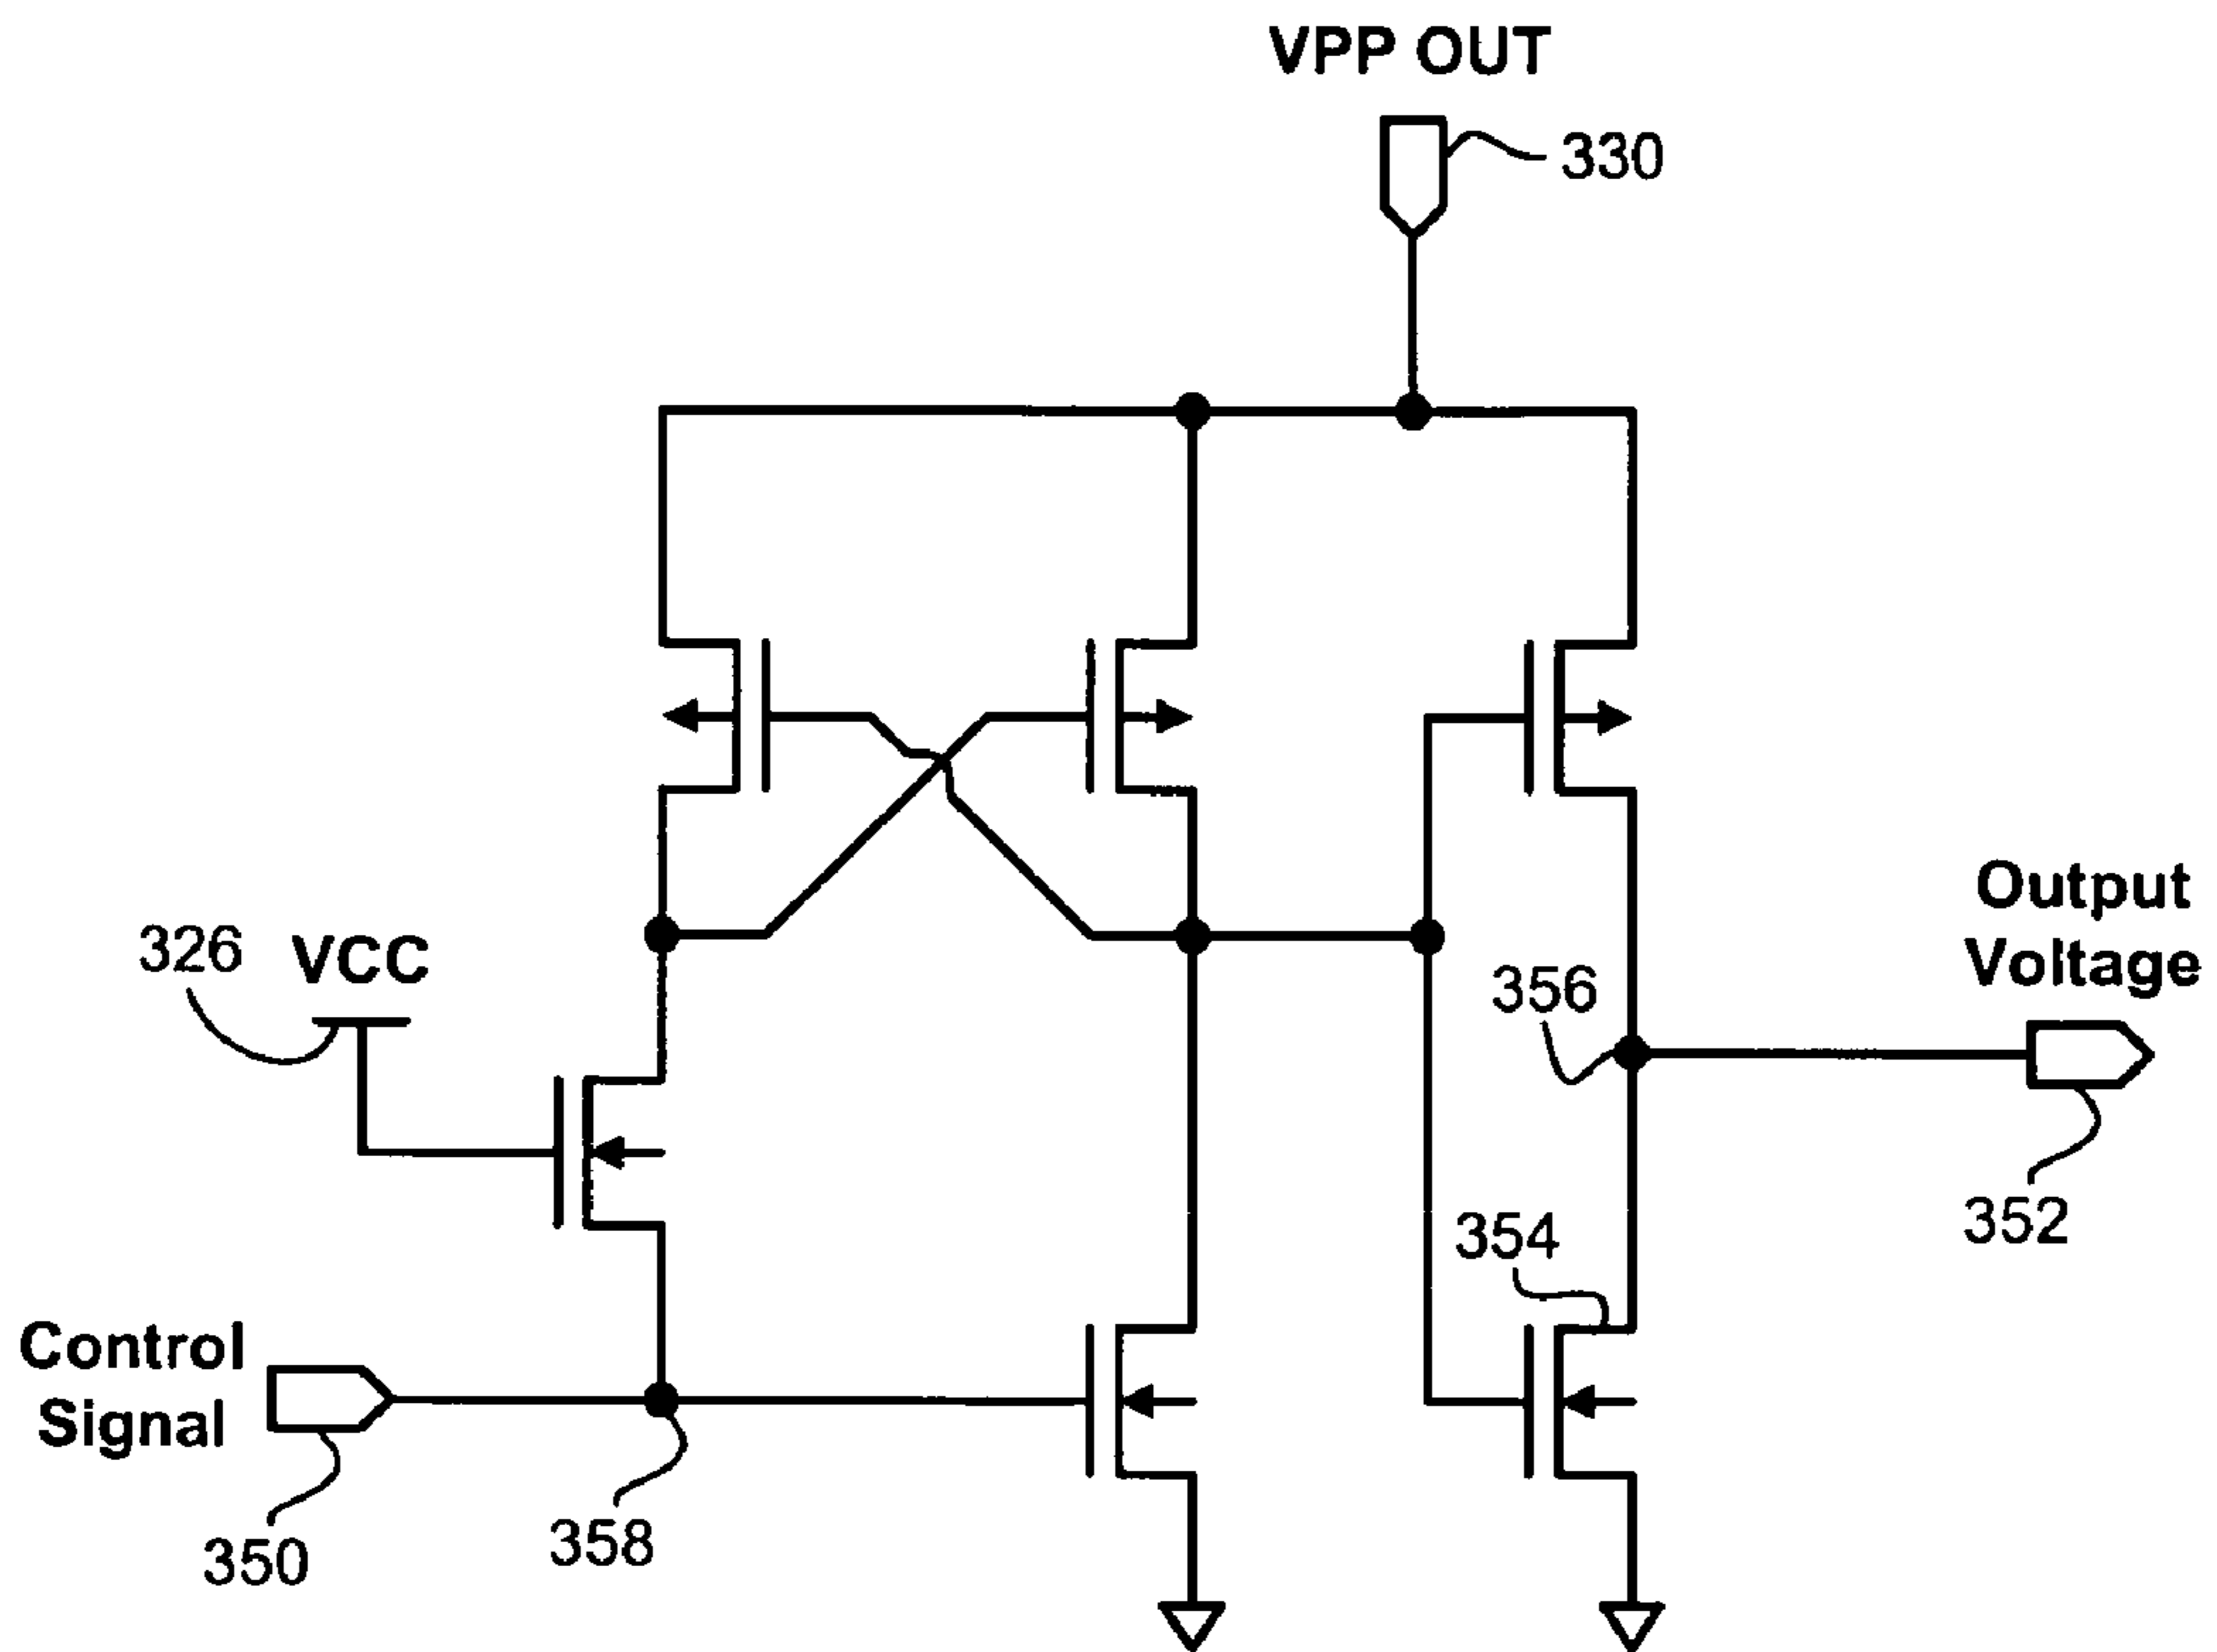 VPP OUT
330
326
VCC
Output
Voltage
356
354
352
Control
Signal
350
358